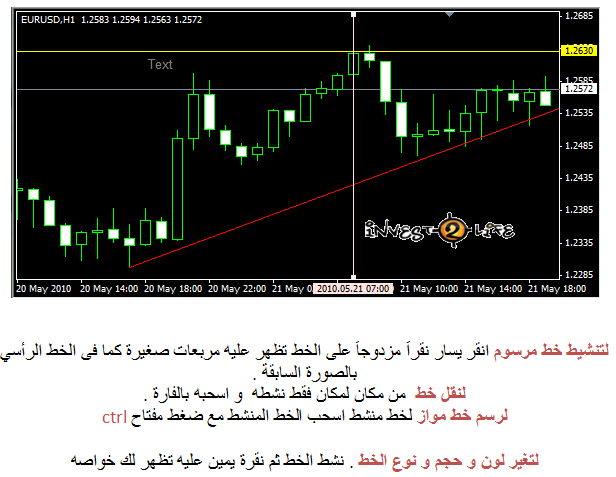 EURUSD,H1 1.2583 1.2594 1.2563 1.2572
Text
1.2685
1.2630
1.2585
1.2572
1.2535
1.2485
1.2435
1.2385
1.2335
1.2285
INVEST-2-LIFE
20 May 2010 20 May 14:00 20 May 18:00 20 May 22:00 21 May 0 2010.05.21 07:00 21 May 10:00 21 May 14:00 21 May 18:00
لتنشيط خط مرسوم انقر يسار نقراً مزدوجاً على الخط تظهر عليه مربعات صغيرة كما فى الخط الرأسي
بالصورة السابقة .
لنقل خط من مكان لمكان فقط نشطه و اسحبه بالفارة .
لرسم خط مواز لخط منشط اسحب الخط المنشط مع ضغط مفتاح ctrl
لتغير لون و حجم و نوع الخط . نشط الخط ثم نقرة يمين عليه تظهر لك خواصه